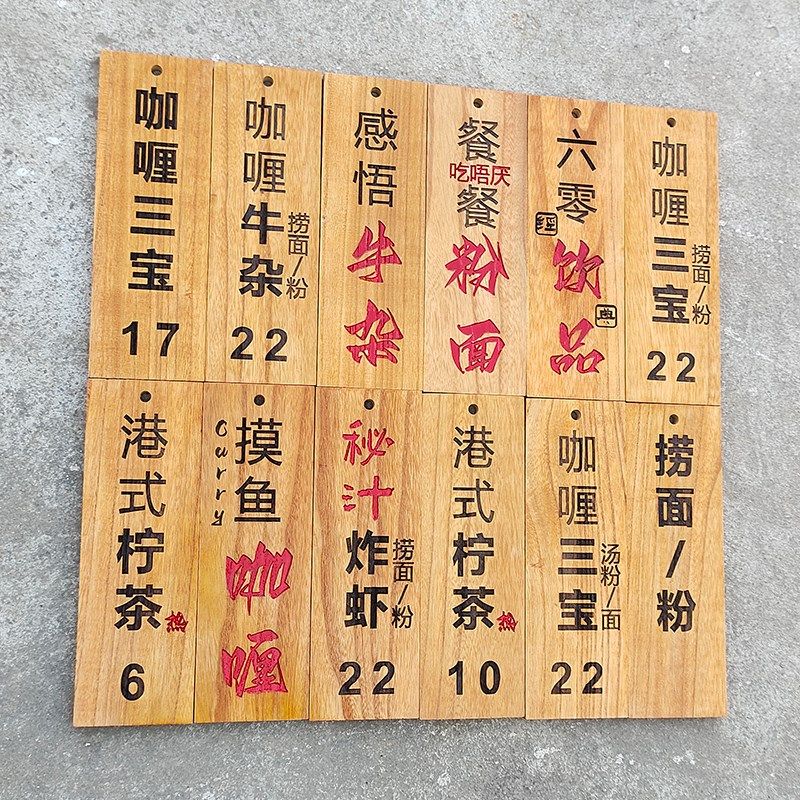 咖喱三宝
17
咖喱牛杂
捞面/粉
22
感悟
牛杂
餐餐
吃唔厌
粉面
六零
經典
饮品
咖喱三宝
捞面/粉
22
港式柠茶
热
6
Curry
摸鱼
咖喱
秘汁
炸虾
捞面/粉
22
港式柠茶
热
10
咖喱三宝
汤粉/面
22
捞面/粉